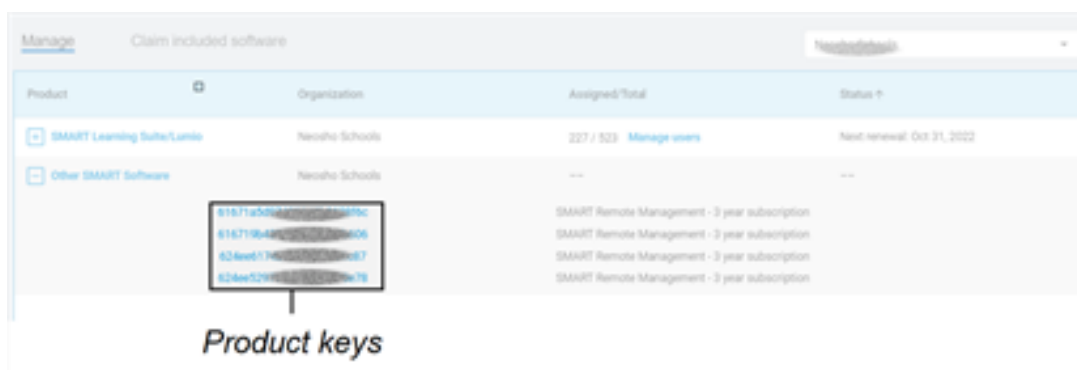 Manage Claim included software
Product Organization Assigned/Total Status ↑
SMART Learning Suite/Lumio Neosho Schools 227 / 523 Manage users Next renewal: Oct 31, 2022
Other SMART Software Neosho Schools -- --
SMART Remote Management - 3 year subscription
SMART Remote Management - 3 year subscription
SMART Remote Management - 3 year subscription
SMART Remote Management - 3 year subscription
Product keys